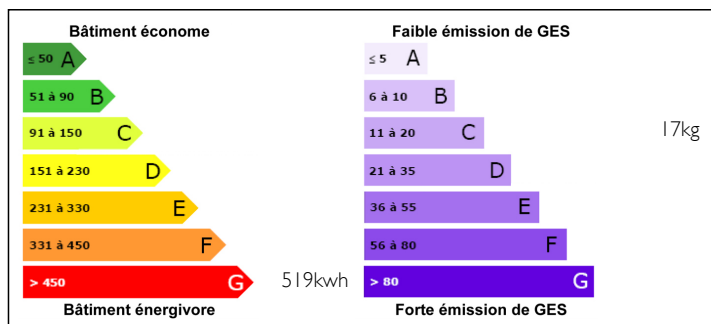 Bâtiment économe
≤ 50 A
51 à 90 B
91 à 150 C
151 à 230 D
231 à 330 E
331 à 450 F
> 450 G 519kwh
Bâtiment énergivore
Faible émission de GES
≤ 5 A
6 à 10 B
11 à 20 C 17kg
21 à 35 D
36 à 55 E
56 à 80 F
> 80 G
Forte émission de GES